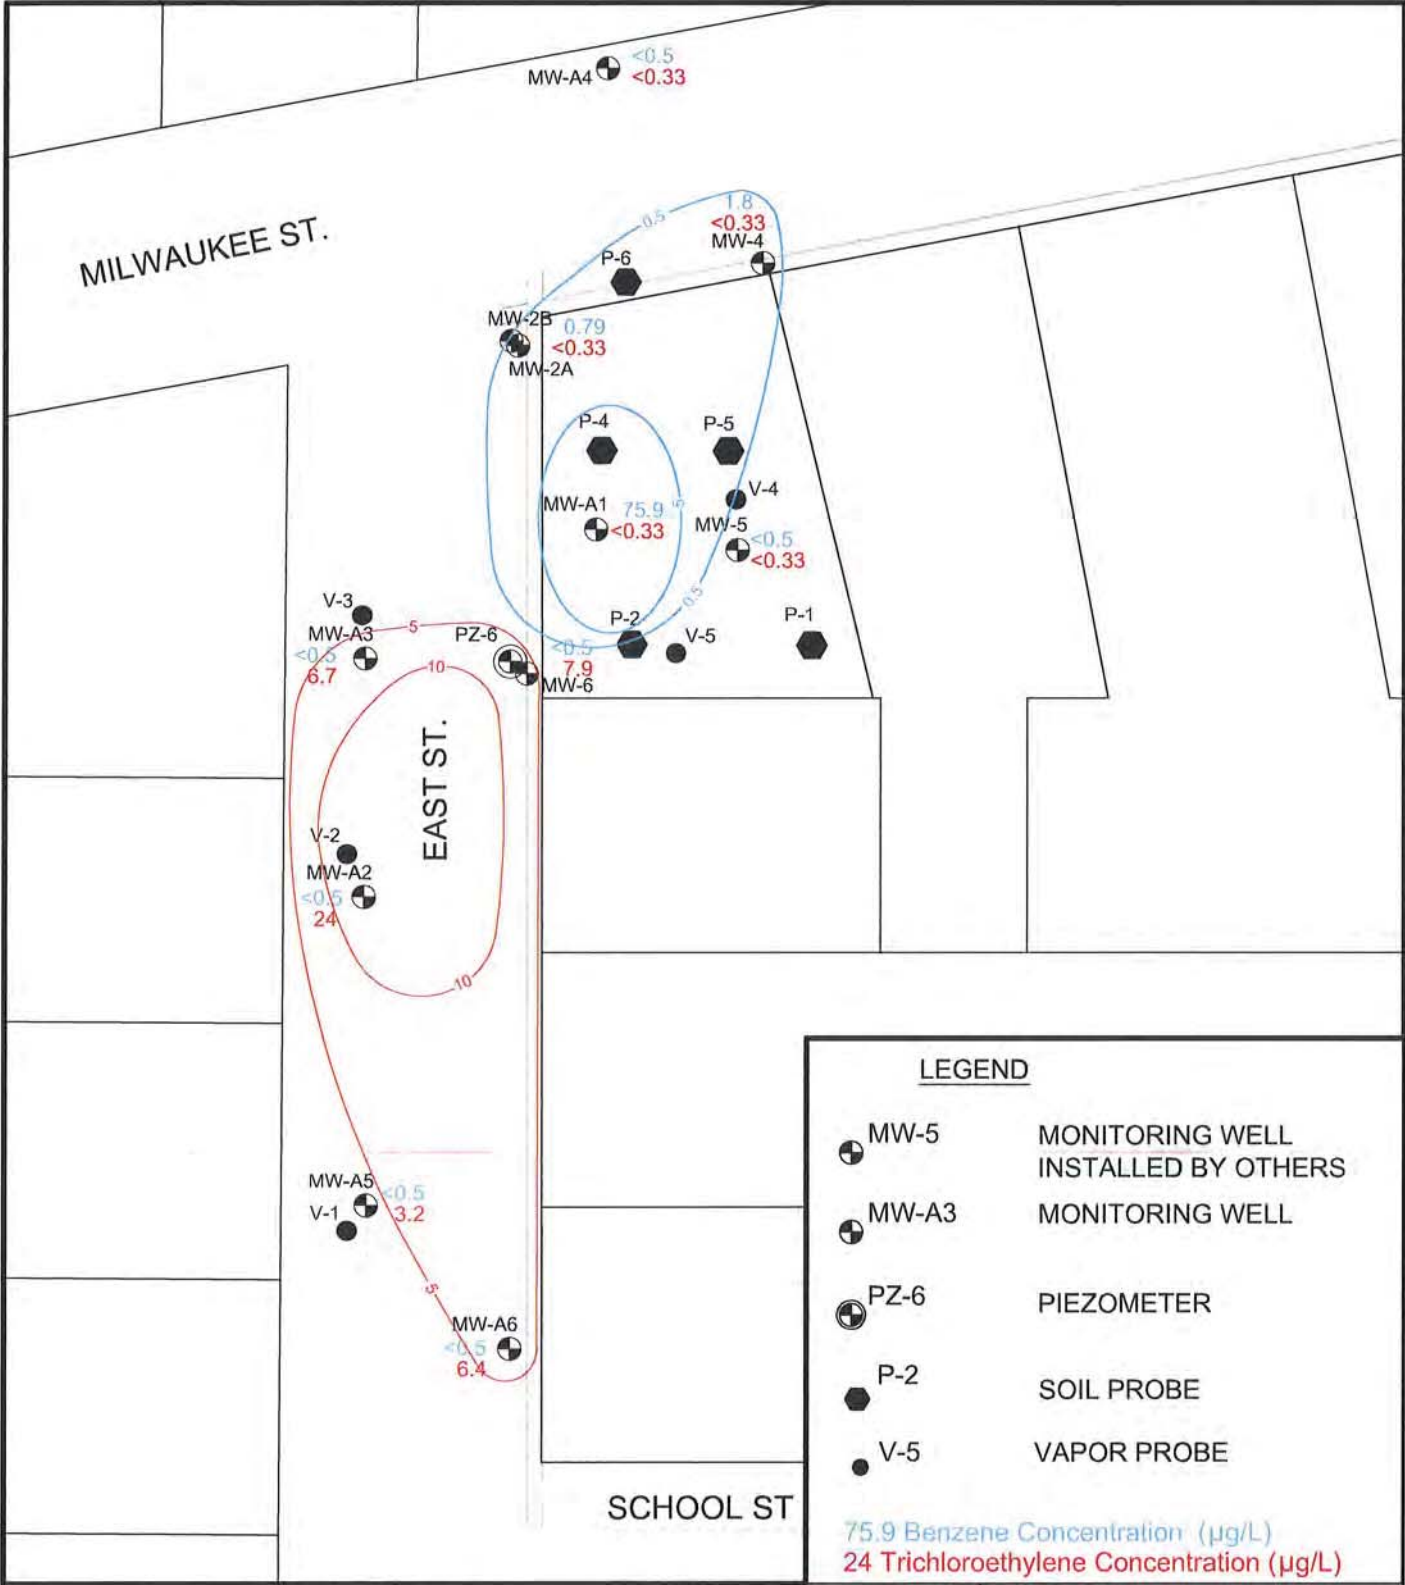 <0.5
MW-A4
<0.33
MILWAUKEE ST.
0.5
1.8
<0.33
MW-4
P-6
MW-2B
0.79
<0.33
MW-2A
P-4
P-5
V-4
MW-A1
75.9
<0.33
5
MW-5
<0.5
<0.33
0.5
V-3
MW-A3
<0.5
6.7
5
PZ-6
10
P-2
V-5
P-1
<0.5
7.9
MW-6
EAST ST.
V-2
MW-A2
<0.5
24
10
MW-A5
<0.5
V-1
3.2
5
MW-A6
<0.5
6.4
SCHOOL ST
LEGEND
MW-5 MONITORING WELL
INSTALLED BY OTHERS
MW-A3 MONITORING WELL
PZ-6 PIEZOMETER
P-2 SOIL PROBE
V-5 VAPOR PROBE
75.9 Benzene Concentration (µg/L)
24 Trichloroethylene Concentration (µg/L)